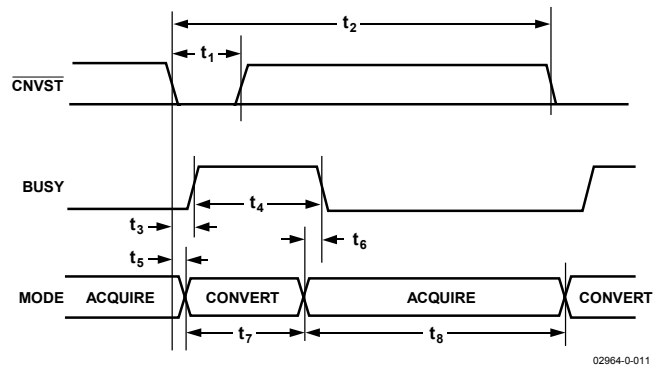 t2
t1
CNVST
BUSY
t4
t3
t6
t5
MODE ACQUIRE CONVERT ACQUIRE CONVERT
t7 t8
02964-0-011